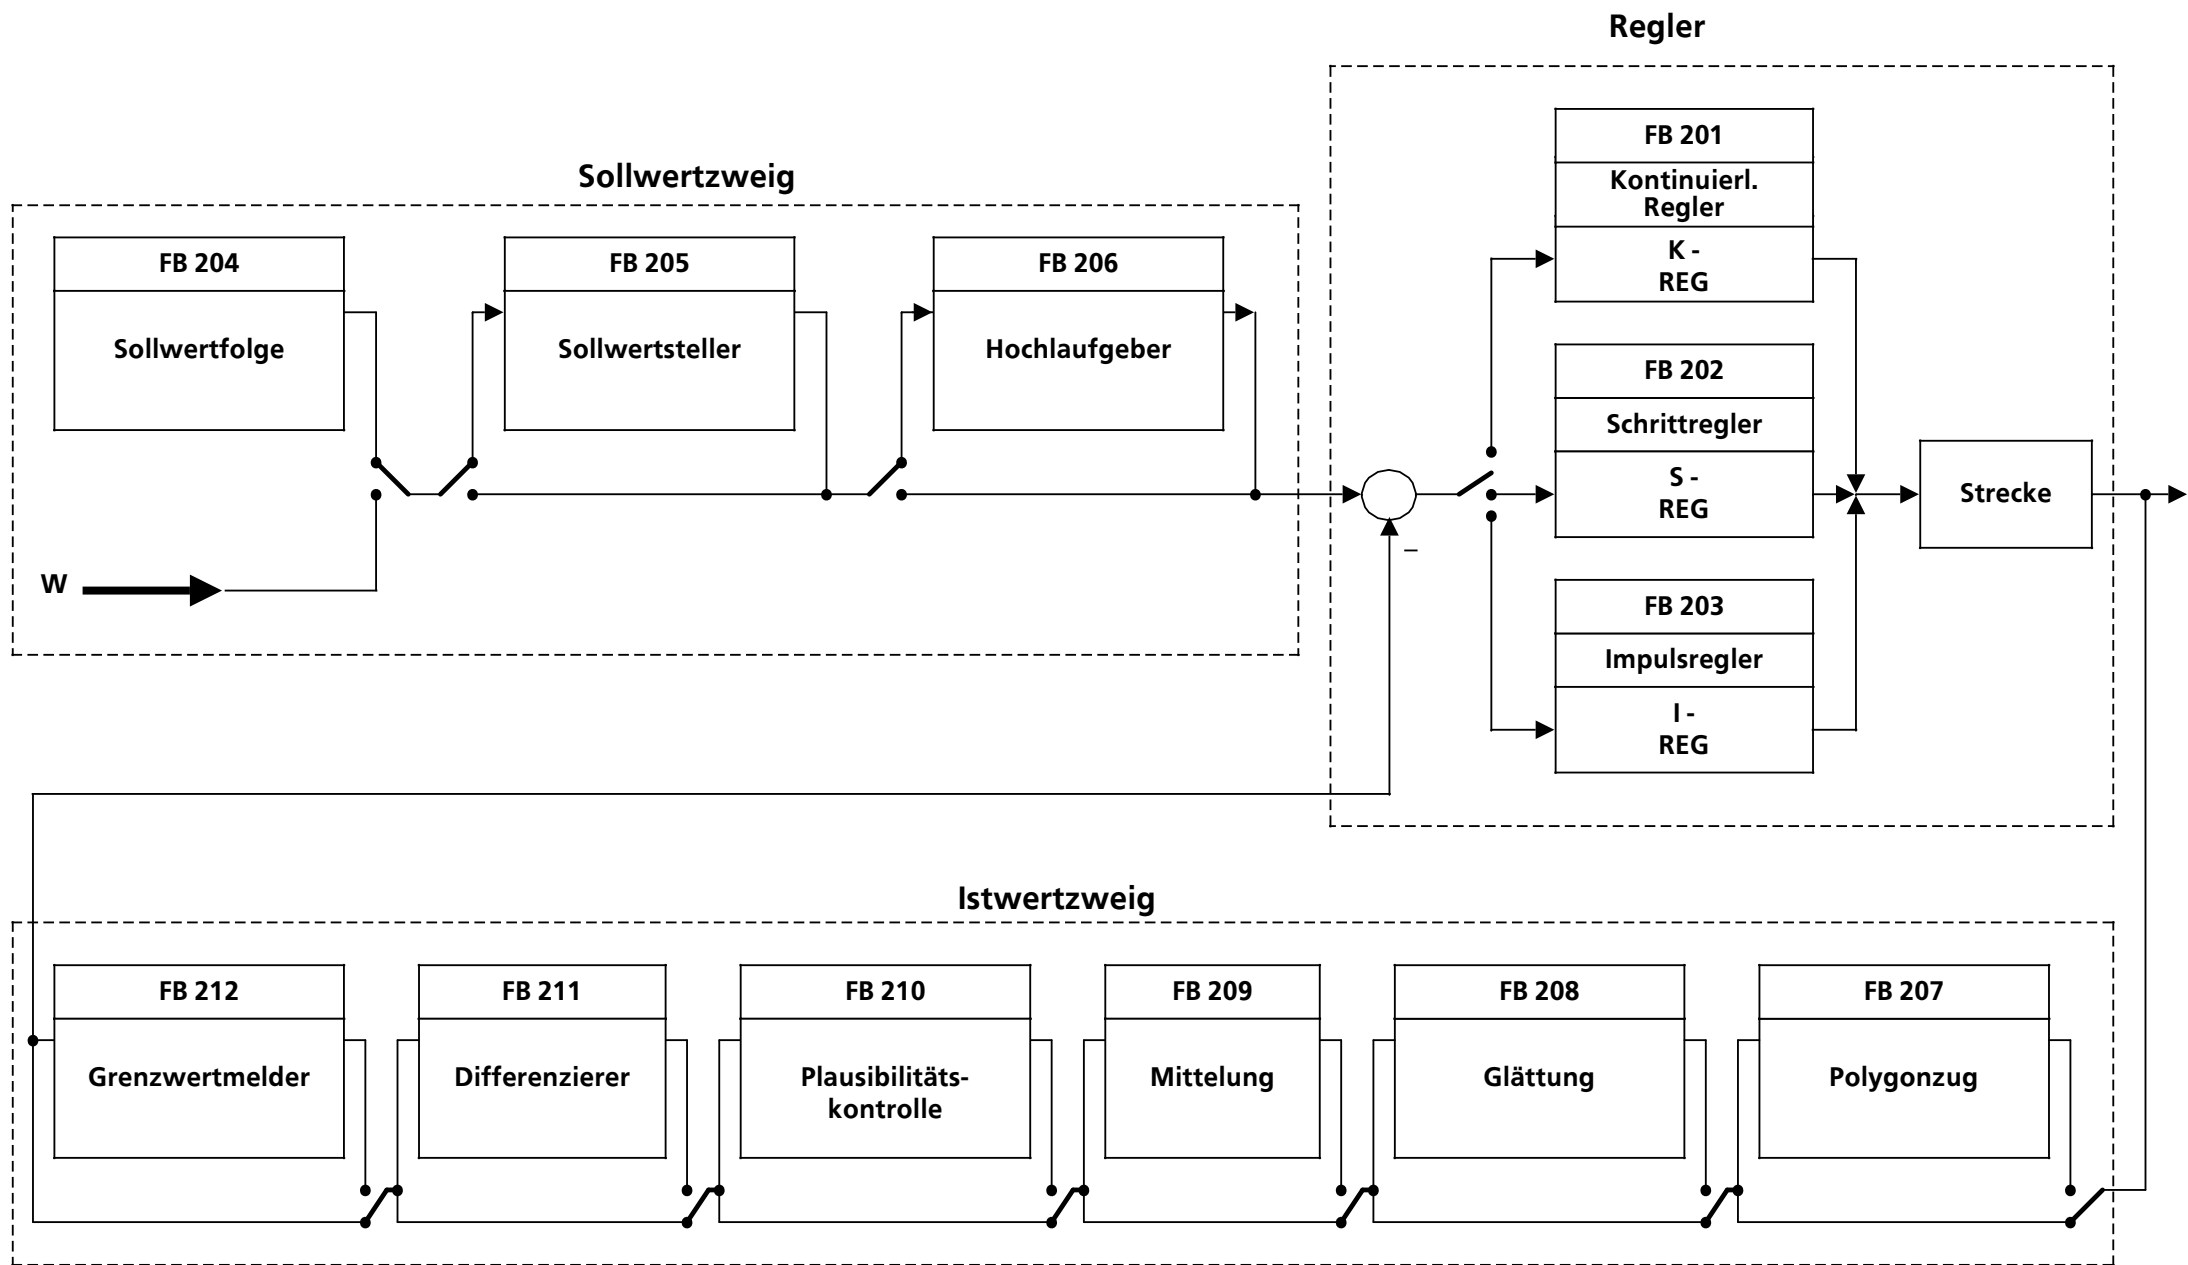 Regler
FB 201
Kontinuierl.
Regler
K -
REG
Sollwertzweig
FB 204
Sollwertfolge
FB 205
Sollwertsteller
FB 206
Hochlaufgeber
FB 202
Schrittregler
S -
REG
Strecke
W
–
FB 203
Impulsregler
I -
REG
Istwertzweig
FB 212
Grenzwertmelder
FB 211
Differenzierer
FB 210
Plausibilitäts-
kontrolle
FB 209
Mittelung
FB 208
Glättung
FB 207
Polygonzug